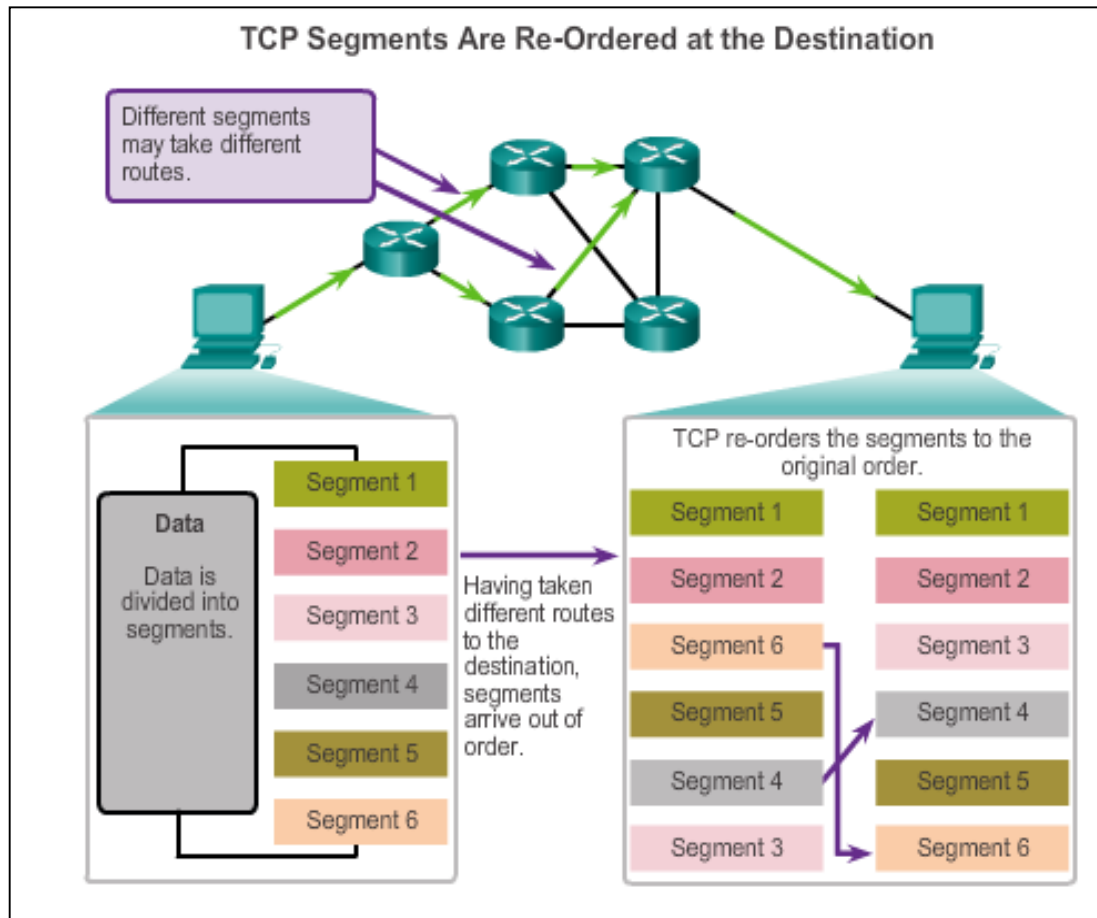 TCP Segments Are Re-Ordered at the Destination
Different segments
may take different
routes.
Data
Data is
divided into
segments.
Segment 1
Segment 2
Segment 3
Segment 4
Segment 5
Segment 6
Having taken
different routes
to the
destination,
segments
arrive out of
order.
TCP re-orders the segments to the
original order.
Segment 1
Segment 2
Segment 6
Segment 5
Segment 4
Segment 3
Segment 1
Segment 2
Segment 3
Segment 4
Segment 5
Segment 6